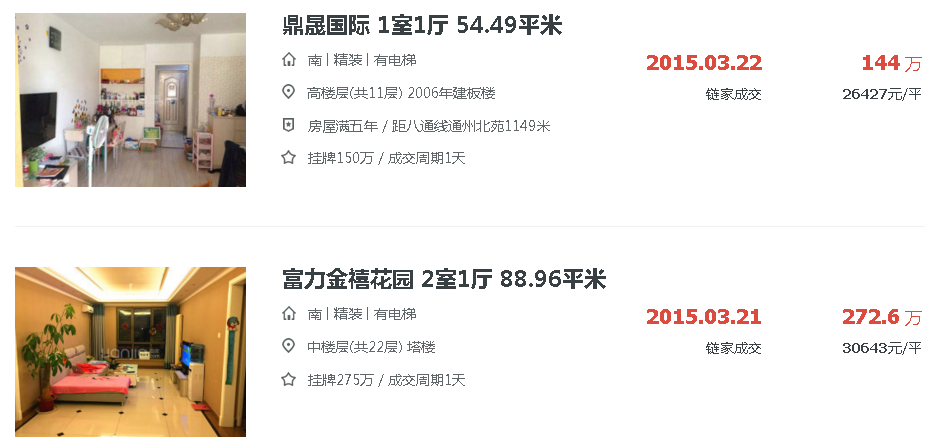 鼎晟国际 1室1厅 54.49平米
南 | 精装 | 有电梯
2015.03.22
144 万
高楼层(共11层) 2006年建板楼
链家成交
26427元/平
房屋满五年 / 距八通线通州北苑1149米
挂牌150万 / 成交周期1天
富力金禧花园 2室1厅 88.96平米
南 | 精装 | 有电梯
2015.03.21
272.6 万
中楼层(共22层) 塔楼
链家成交
30643元/平
挂牌275万 / 成交周期1天